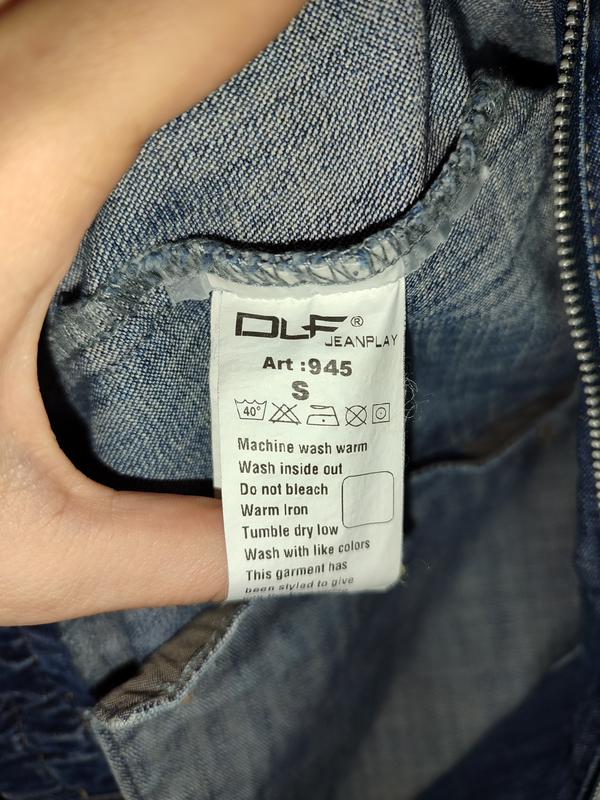 DLF®
JEANPLAY
Art :945
S
40°
Machine wash warm
Wash inside out
Do not bleach
Warm Iron
Tumble dry low
Wash with like colors
This garment has
been stylad to give